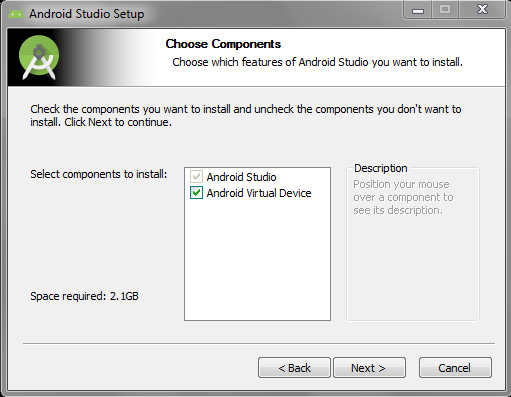 Android Studio Setup
Choose Components
Choose which features of Android Studio you want to install.
Check the components you want to install and uncheck the components you don't want to
install. Click Next to continue.
Select components to install:
Android Studio
Android Virtual Device
Description
Position your mouse
over a component to
see its description.
Space required: 2.1GB
< Back
Next >
Cancel